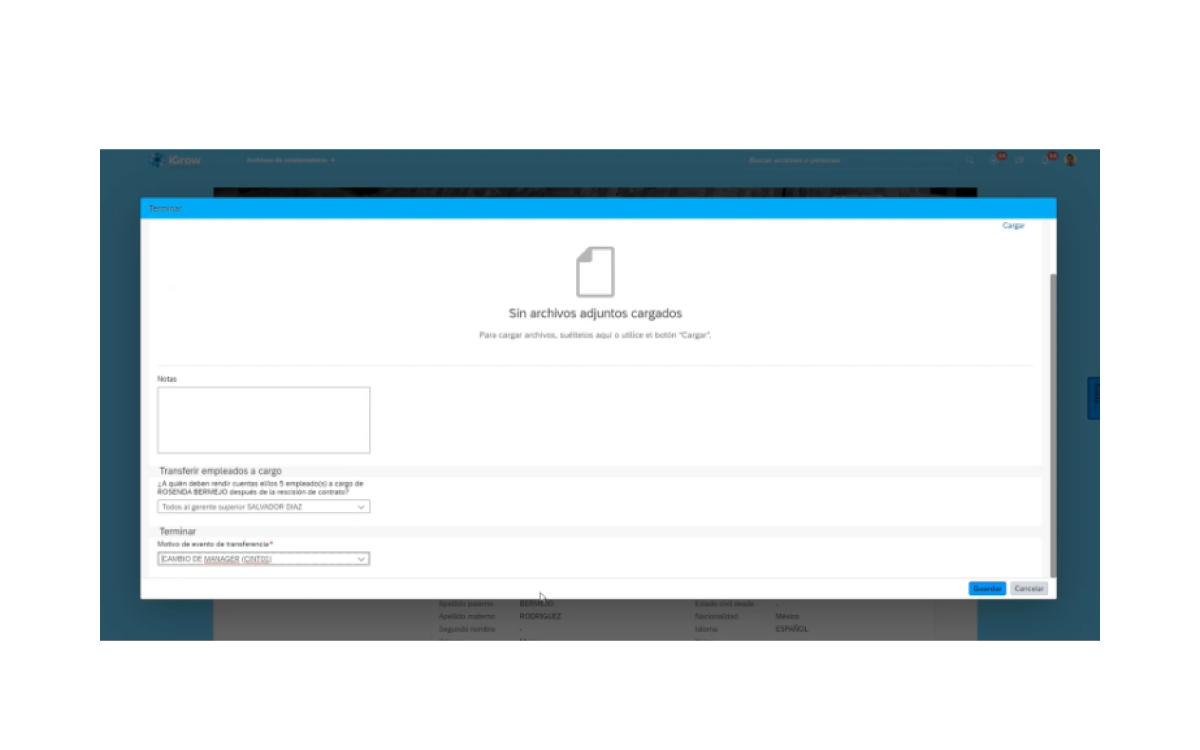 iGrow
Archivos de colaboradores
Buscar acciones o personas
Terminar
Cargar
Sin archivos adjuntos cargados
Para cargar archivos, suéltelos aquí o utilice el botón "Cargar".
Notas
Transferir empleados a cargo
¿A quién deben rendir cuentas el/los 5 empleado(s) a cargo de
ROSENDA BERMEJO después de la rescisión de contrato?
Todos al gerente superior SALVADOR DIAZ
Terminar
Motivo de evento de transferencia*
CAMBIO DE MANAGER (CINT01)
Guardar Cancelar
Apellido paterno BERMEJO Estado civil desde -
Apellido materno RODRIGUEZ Nacionalidad México
Segundo nombre - Idioma ESPAÑOL